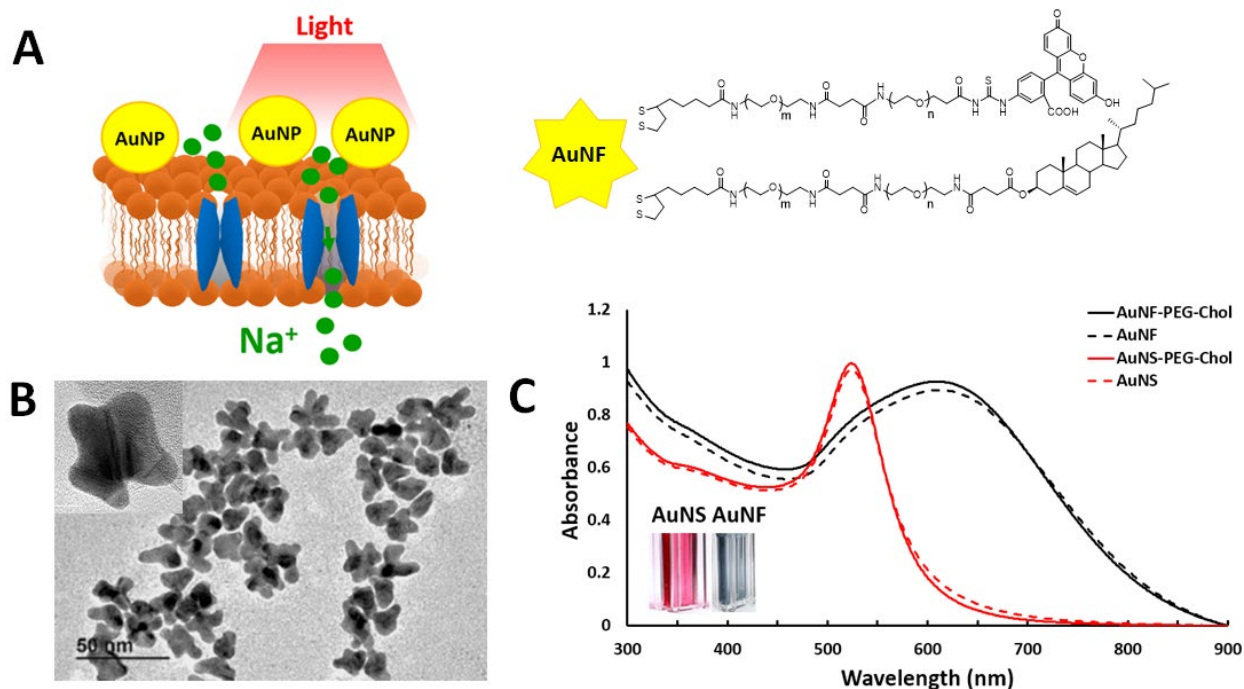 A
Light
AuNP AuNP AuNP
Na⁺
AuNF
S S O N H O m H N O O H N O n O N H S N H COOH O O OH
S S O N H O m H N O O H N O n H N O O O H H H
B
50 nm
C
AuNF-PEG-Chol
AuNF
AuNS-PEG-Chol
AuNS
Absorbance
1.2
1
0.8
0.6
0.4
0.2
0
AuNS AuNF
300 400 500 600 700 800 900
Wavelength (nm)